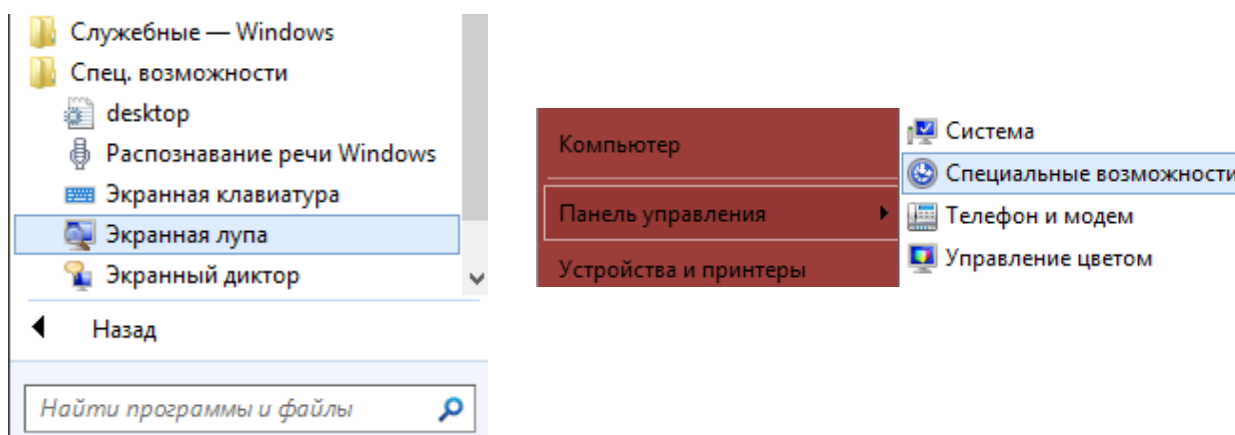 Служебные — Windows
Спец. возможности
desktop
Распознавание речи Windows
Экранная клавиатура
Экранная лупа
Экранный диктор
Назад
Найти программы и файлы
Компьютер
Панель управления
Устройства и принтеры
Система
Специальные возможности
Телефон и модем
Управление цветом